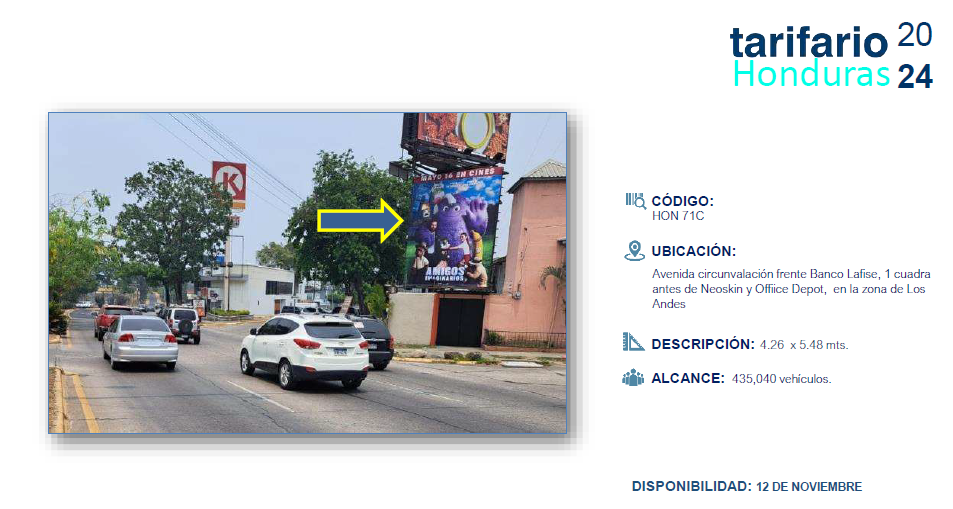 tarifario 20
Honduras 24
K
MAYO 16 EN CINES
AMIGOS
IMAGINARIOS
CÓDIGO:
HON 71C
UBICACIÓN:
Avenida circunvalación frente Banco Lafise, 1 cuadra
antes de Neoskin y Offiice Depot, en la zona de Los
Andes
DESCRIPCIÓN: 4.26 x 5.48 mts.
ALCANCE: 435,040 vehículos.
DISPONIBILIDAD: 12 DE NOVIEMBRE